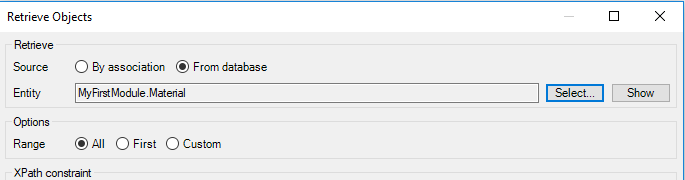 Retrieve Objects
Retrieve
Source By association From database
Entity MyFirstModule.Material Select... Show
Options
Range All First Custom
XPath constraint